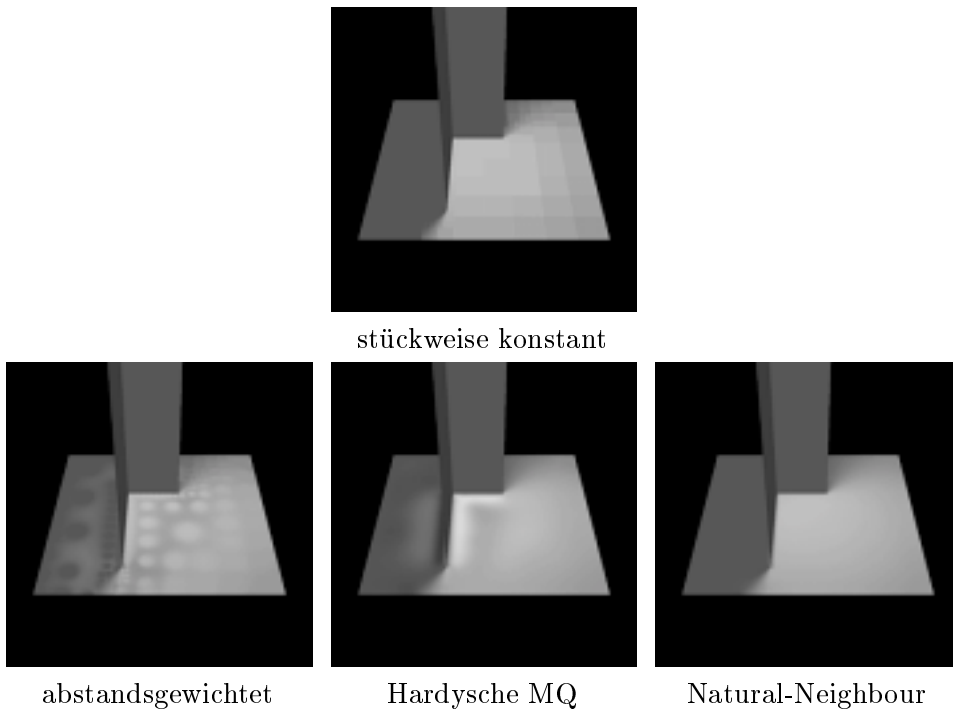 stückweise konstant
abstandsgewichtet
Hardysche MQ
Natural-Neighbour